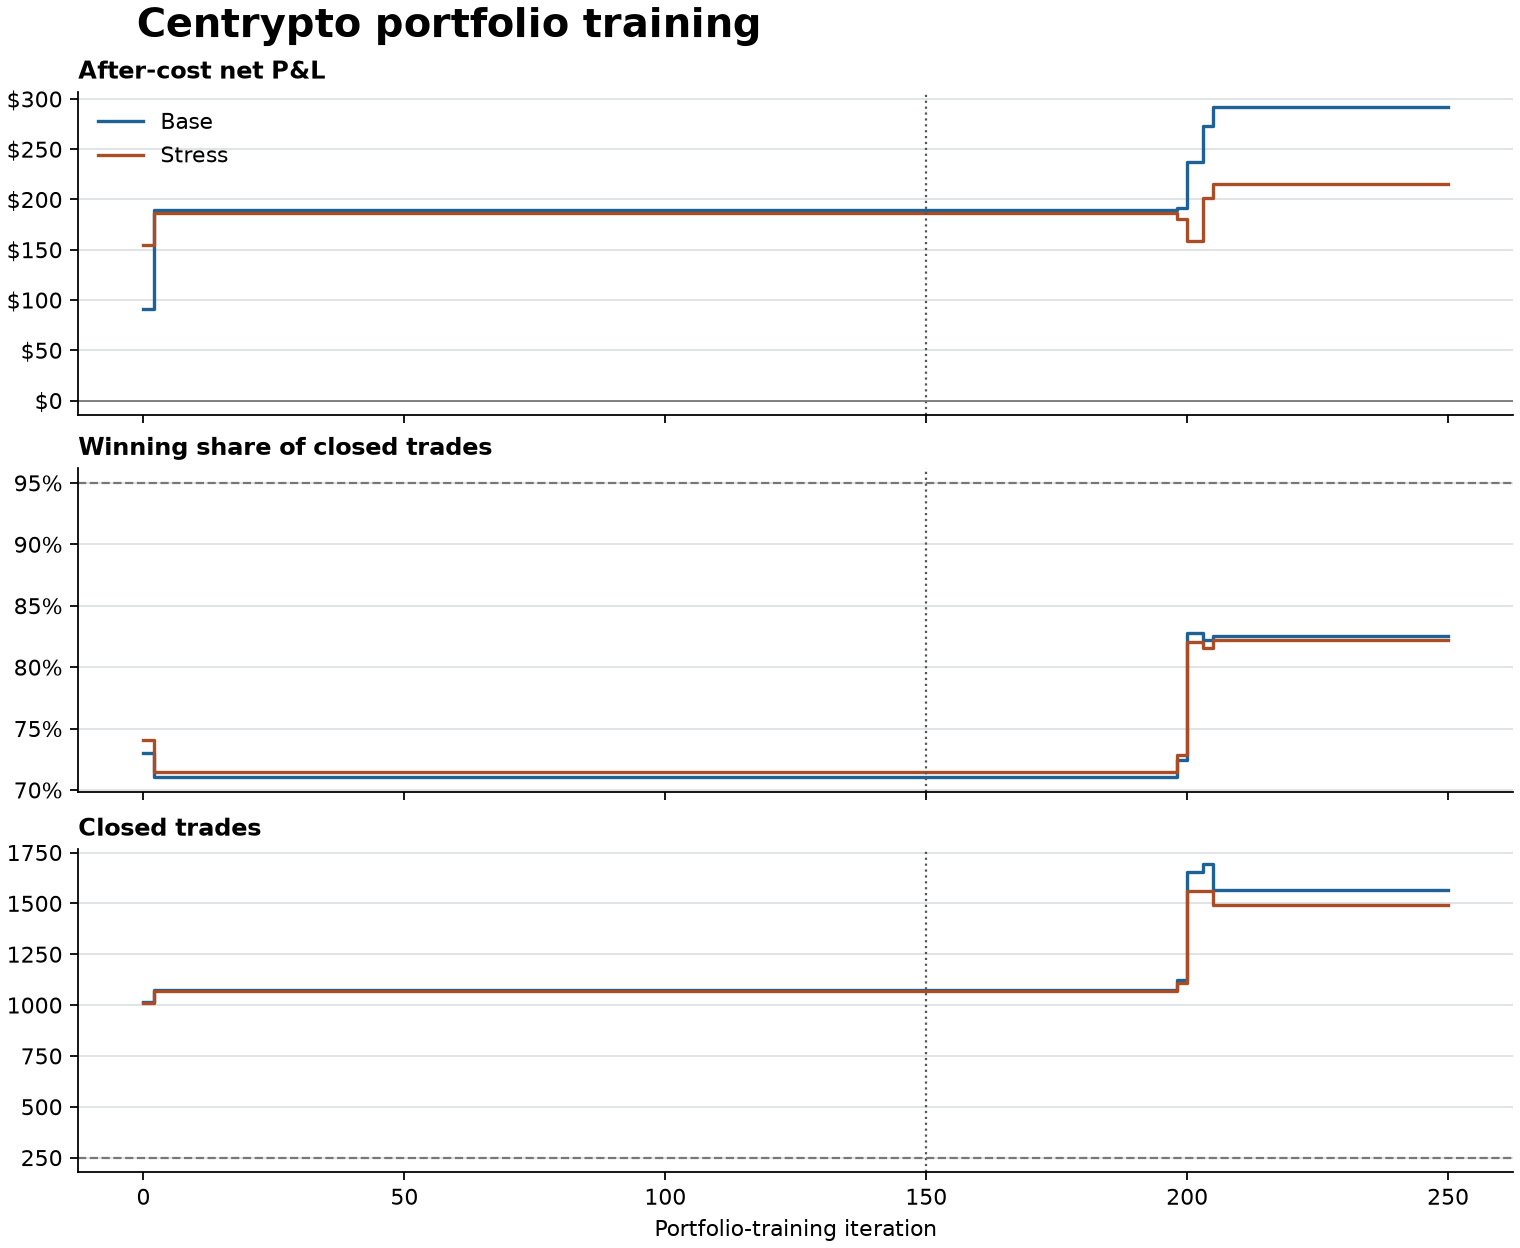 Centrypto portfolio training
After-cost net P&L
$300
$250
$200
$150
$100
$50
$0
Base
Stress
Winning share of closed trades
95%
90%
85%
80%
75%
70%
Closed trades
1750
1500
1250
1000
750
500
250
0 50 100 150 200 250
Portfolio-training iteration